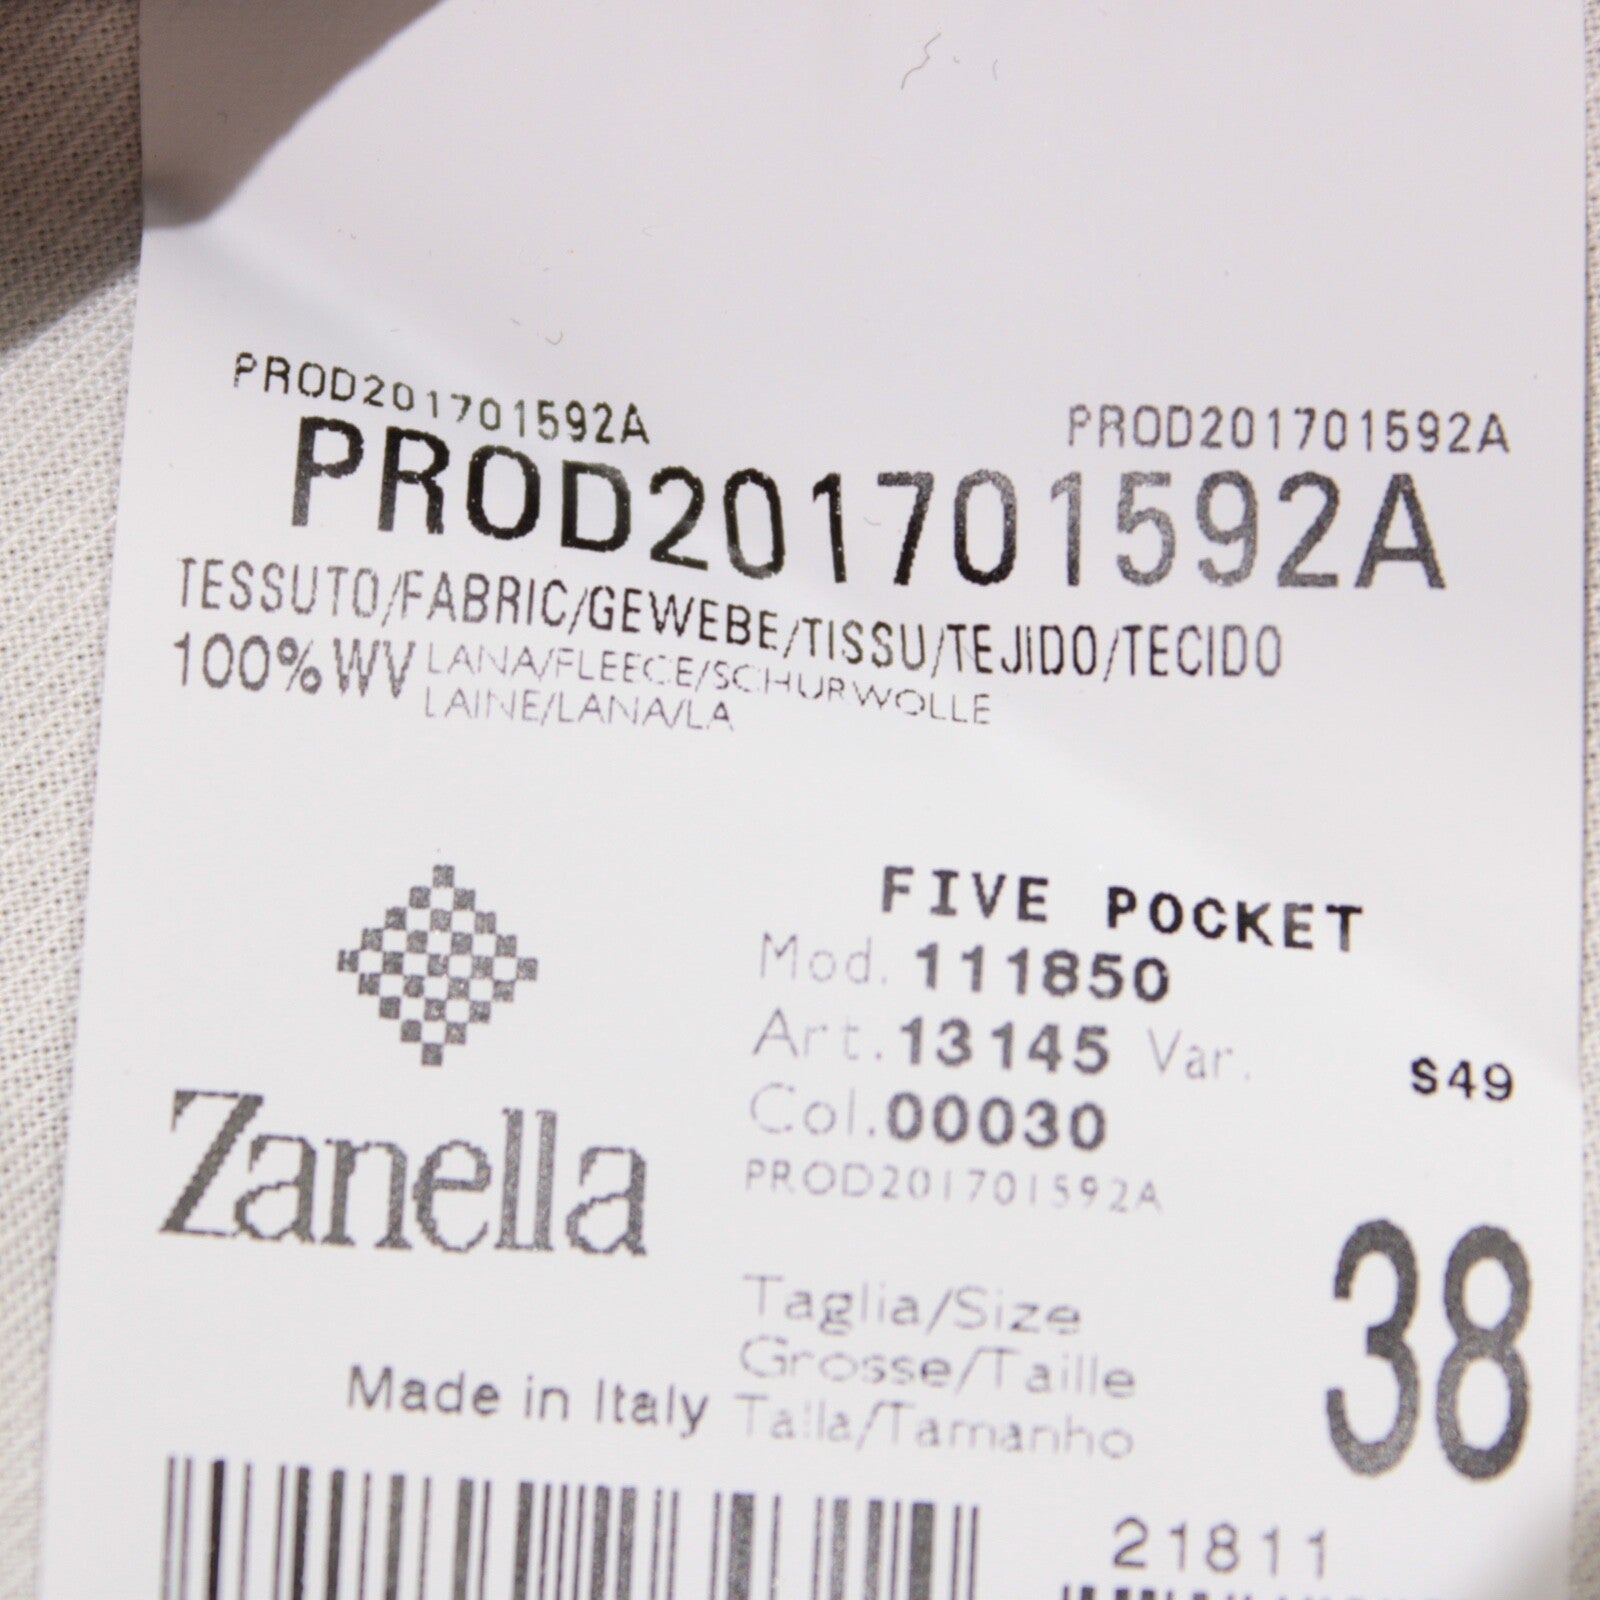 PROD201701592A PROD201701592A
PROD201701592A
TESSUTO/FABRIC/GEWEBE/TISSU/TEJIDO/TECIDO
100%WV LANA/FLEECE/SCHURWOLLE
LAINE/LANA/LA
FIVE POCKET
Mod. 111850
Art. 13145 Var. S49
Col. 00030
PROD201701592A
Zanella
38
Taglia/Size
Grosse/Taille
Talla/Tamanho
Made in Italy
21811